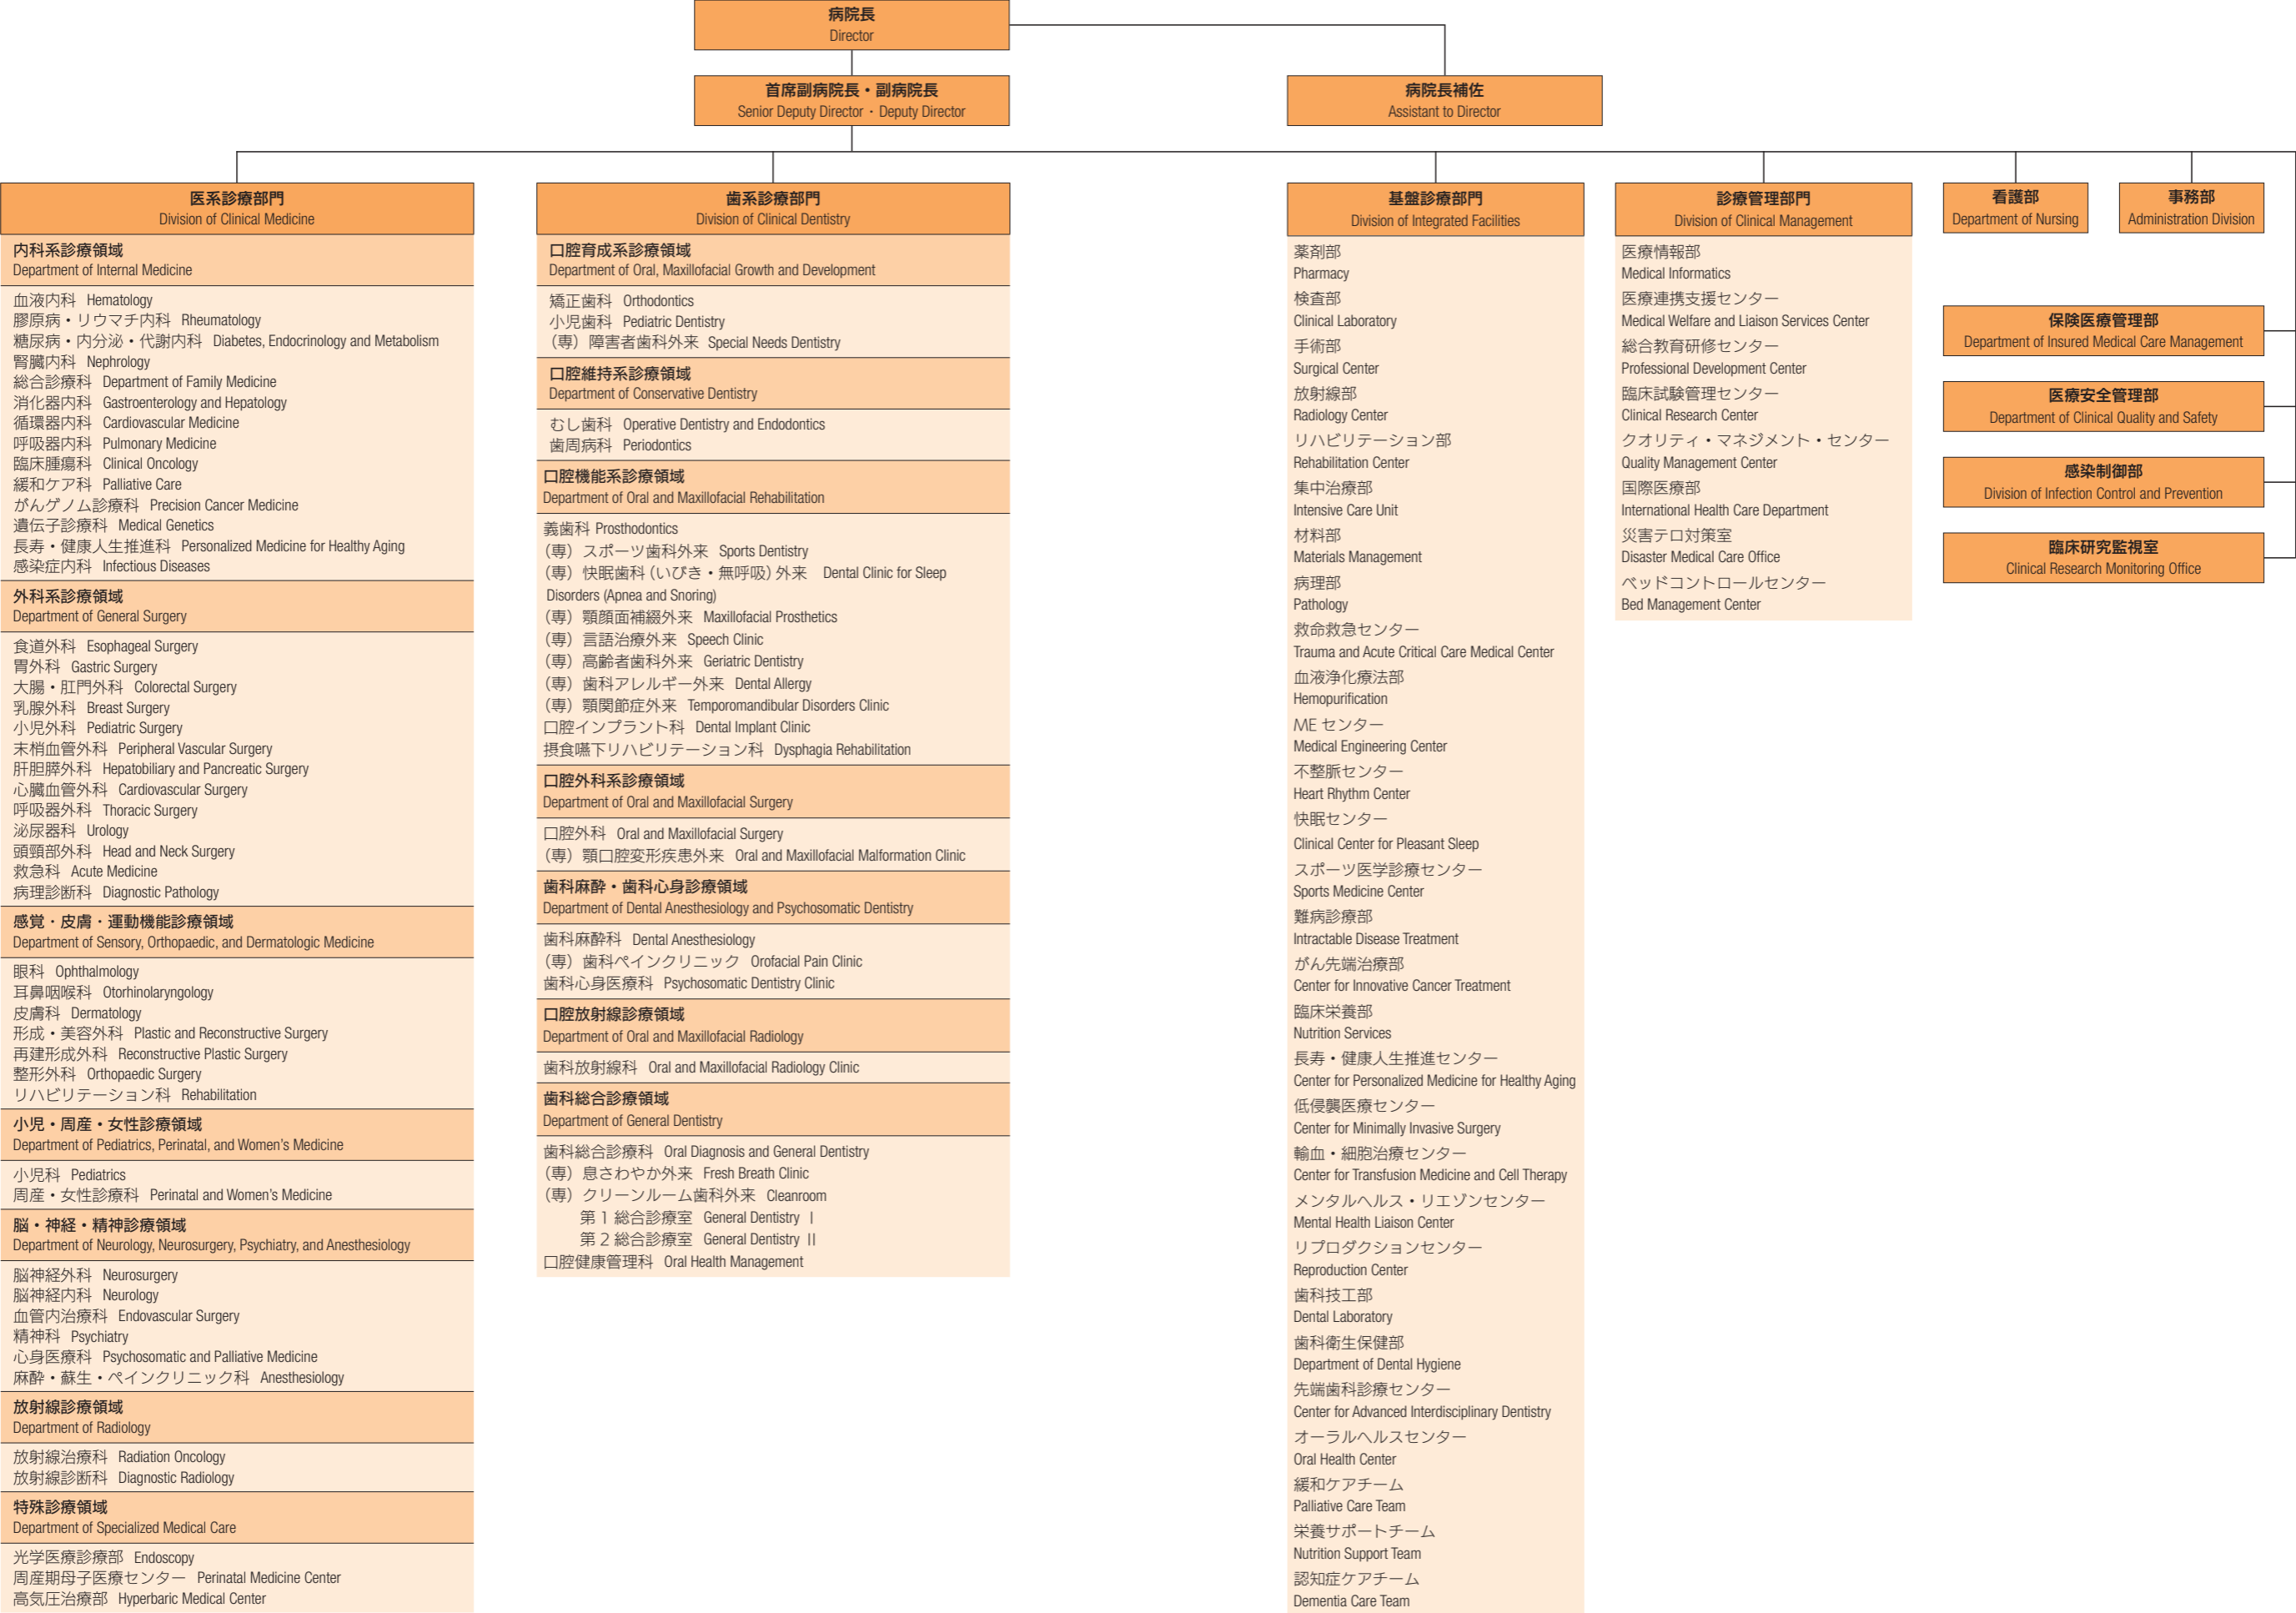 病院長
Director
首席副病院長・副病院長
Senior Deputy Director・Deputy Director
病院長補佐
Assistant to Director
医系診療部門
Division of Clinical Medicine
内科系診療領域
Department of Internal Medicine
血液内科 Hematology
膠原病・リウマチ内科 Rheumatology
糖尿病・内分泌・代謝内科 Diabetes, Endocrinology and Metabolism
腎臓内科 Nephrology
総合診療科 Department of Family Medicine
消化器内科 Gastroenterology and Hepatology
循環器内科 Cardiovascular Medicine
呼吸器内科 Pulmonary Medicine
臨床腫瘍科 Clinical Oncology
緩和ケア科 Palliative Care
がんゲノム診療科 Precision Cancer Medicine
遺伝子診療科 Medical Genetics
長寿・健康人生推進科 Personalized Medicine for Healthy Aging
感染症内科 Infectious Diseases
外科系診療領域
Department of General Surgery
食道外科 Esophageal Surgery
胃外科 Gastric Surgery
大腸・肛門外科 Colorectal Surgery
乳腺外科 Breast Surgery
小児外科 Pediatric Surgery
末梢血管外科 Peripheral Vascular Surgery
肝胆膵外科 Hepatobiliary and Pancreatic Surgery
心臓血管外科 Cardiovascular Surgery
呼吸器外科 Thoracic Surgery
泌尿器科 Urology
頭頸部外科 Head and Neck Surgery
救急科 Acute Medicine
病理診断科 Diagnostic Pathology
感覚・皮膚・運動機能診療領域
Department of Sensory, Orthopaedic, and Dermatologic Medicine
眼科 Ophthalmology
耳鼻咽喉科 Otorhinolaryngology
皮膚科 Dermatology
形成・美容外科 Plastic and Reconstructive Surgery
再建形成外科 Reconstructive Plastic Surgery
整形外科 Orthopaedic Surgery
リハビリテーション科 Rehabilitation
小児・周産・女性診療領域
Department of Pediatrics, Perinatal, and Women's Medicine
小児科 Pediatrics
周産・女性診療科 Perinatal and Women's Medicine
脳・神経・精神診療領域
Department of Neurology, Neurosurgery, Psychiatry, and Anesthesiology
脳神経外科 Neurosurgery
脳神経内科 Neurology
血管内治療科 Endovascular Surgery
精神科 Psychiatry
心身医療科 Psychosomatic and Palliative Medicine
麻酔・蘇生・ペインクリニック科 Anesthesiology
放射線診療領域
Department of Radiology
放射線治療科 Radiation Oncology
放射線診断科 Diagnostic Radiology
特殊診療領域
Department of Specialized Medical Care
光学医療診療部 Endoscopy
周産期母子医療センター Perinatal Medicine Center
高気圧治療部 Hyperbaric Medical Center
歯系診療部門
Division of Clinical Dentistry
口腔育成系診療領域
Department of Oral, Maxillofacial Growth and Development
矯正歯科 Orthodontics
小児歯科 Pediatric Dentistry
（専）障害者歯科外来 Special Needs Dentistry
口腔維持系診療領域
Department of Conservative Dentistry
むし歯科 Operative Dentistry and Endodontics
歯周病科 Periodontics
口腔機能系診療領域
Department of Oral and Maxillofacial Rehabilitation
義歯科 Prosthodontics
（専）スポーツ歯科外来 Sports Dentistry
（専）快眠歯科（いびき・無呼吸）外来 Dental Clinic for Sleep
Disorders (Apnea and Snoring)
（専）顎顔面補綴外来 Maxillofacial Prosthetics
（専）言語治療外来 Speech Clinic
（専）高齢者歯科外来 Geriatric Dentistry
（専）歯科アレルギー外来 Dental Allergy
（専）顎関節症外来 Temporomandibular Disorders Clinic
口腔インプラント科 Dental Implant Clinic
摂食嚥下リハビリテーション科 Dysphagia Rehabilitation
口腔外科系診療領域
Department of Oral and Maxillofacial Surgery
口腔外科 Oral and Maxillofacial Surgery
（専）顎口腔変形疾患外来 Oral and Maxillofacial Malformation Clinic
歯科麻酔・歯科心身診療領域
Department of Dental Anesthesiology and Psychosomatic Dentistry
歯科麻酔科 Dental Anesthesiology
（専）歯科ペインクリニック Orofacial Pain Clinic
歯科心身医療科 Psychosomatic Dentistry Clinic
口腔放射線診療領域
Department of Oral and Maxillofacial Radiology
歯科放射線科 Oral and Maxillofacial Radiology Clinic
歯科総合診療領域
Department of General Dentistry
歯科総合診療科 Oral Diagnosis and General Dentistry
（専）息さわやか外来 Fresh Breath Clinic
（専）クリーンルーム歯科外来 Cleanroom
第1総合診療室 General Dentistry Ⅰ
第2総合診療室 General Dentistry Ⅱ
口腔健康管理科 Oral Health Management
基盤診療部門
Division of Integrated Facilities
薬剤部
Pharmacy
検査部
Clinical Laboratory
手術部
Surgical Center
放射線部
Radiology Center
リハビリテーション部
Rehabilitation Center
集中治療部
Intensive Care Unit
材料部
Materials Management
病理部
Pathology
救命救急センター
Trauma and Acute Critical Care Medical Center
血液浄化療法部
Hemopurification
MEセンター
Medical Engineering Center
不整脈センター
Heart Rhythm Center
快眠センター
Clinical Center for Pleasant Sleep
スポーツ医学診療センター
Sports Medicine Center
難病診療部
Intractable Disease Treatment
がん先端治療部
Center for Innovative Cancer Treatment
臨床栄養部
Nutrition Services
長寿・健康人生推進センター
Center for Personalized Medicine for Healthy Aging
低侵襲医療センター
Center for Minimally Invasive Surgery
輸血・細胞治療センター
Center for Transfusion Medicine and Cell Therapy
メンタルヘルス・リエゾンセンター
Mental Health Liaison Center
リプロダクションセンター
Reproduction Center
歯科技工部
Dental Laboratory
歯科衛生保健部
Department of Dental Hygiene
先端歯科診療センター
Center for Advanced Interdisciplinary Dentistry
オーラルヘルスセンター
Oral Health Center
緩和ケアチーム
Palliative Care Team
栄養サポートチーム
Nutrition Support Team
認知症ケアチーム
Dementia Care Team
診療管理部門
Division of Clinical Management
医療情報部
Medical Informatics
医療連携支援センター
Medical Welfare and Liaison Services Center
総合教育研修センター
Professional Development Center
臨床試験管理センター
Clinical Research Center
クオリティ・マネジメント・センター
Quality Management Center
国際医療部
International Health Care Department
災害テロ対策室
Disaster Medical Care Office
ベッドコントロールセンター
Bed Management Center
看護部
Department of Nursing
事務部
Administration Division
保険医療管理部
Department of Insured Medical Care Management
医療安全管理部
Department of Clinical Quality and Safety
感染制御部
Division of Infection Control and Prevention
臨床研究監視室
Clinical Research Monitoring Office